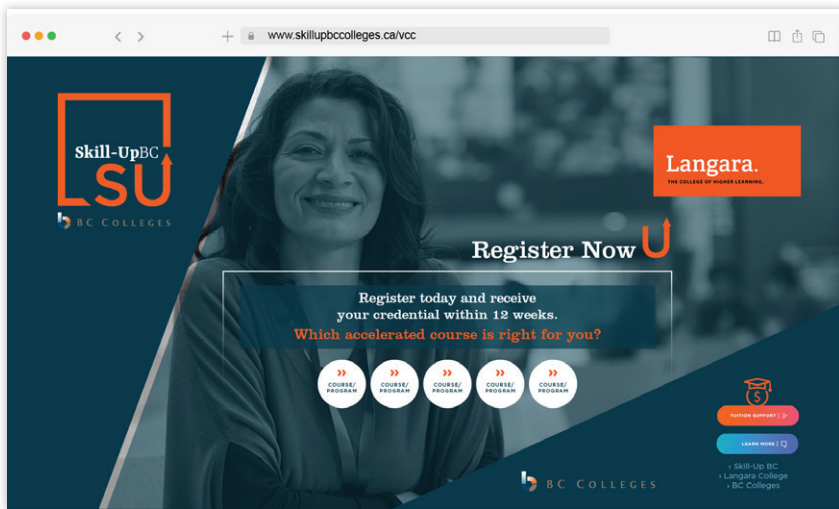 www.skillupbccolleges.ca/vcc
Skill-UpBC
SU
BC COLLEGES
Langara.
THE COLLEGE OF HIGHER LEARNING.
Register Now U
Register today and receive
your credential within 12 weeks.
Which accelerated course is right for you?
COURSE/
PROGRAM
COURSE/
PROGRAM
COURSE/
PROGRAM
COURSE/
PROGRAM
COURSE/
PROGRAM
$
TUITION SUPPORT |
LEARN MORE |
› Skill-Up BC
› Langara College
› BC Colleges
BC COLLEGES